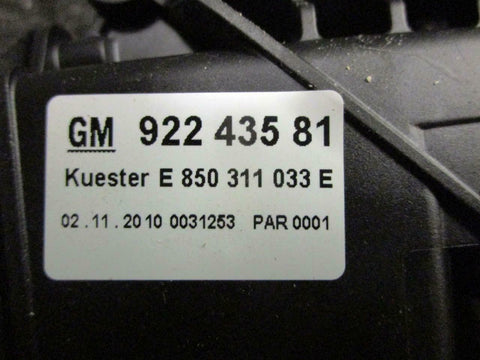 GM 922 435 81
Kuester E 850 311 033 E
02.11.2010 0031253 PAR 0001